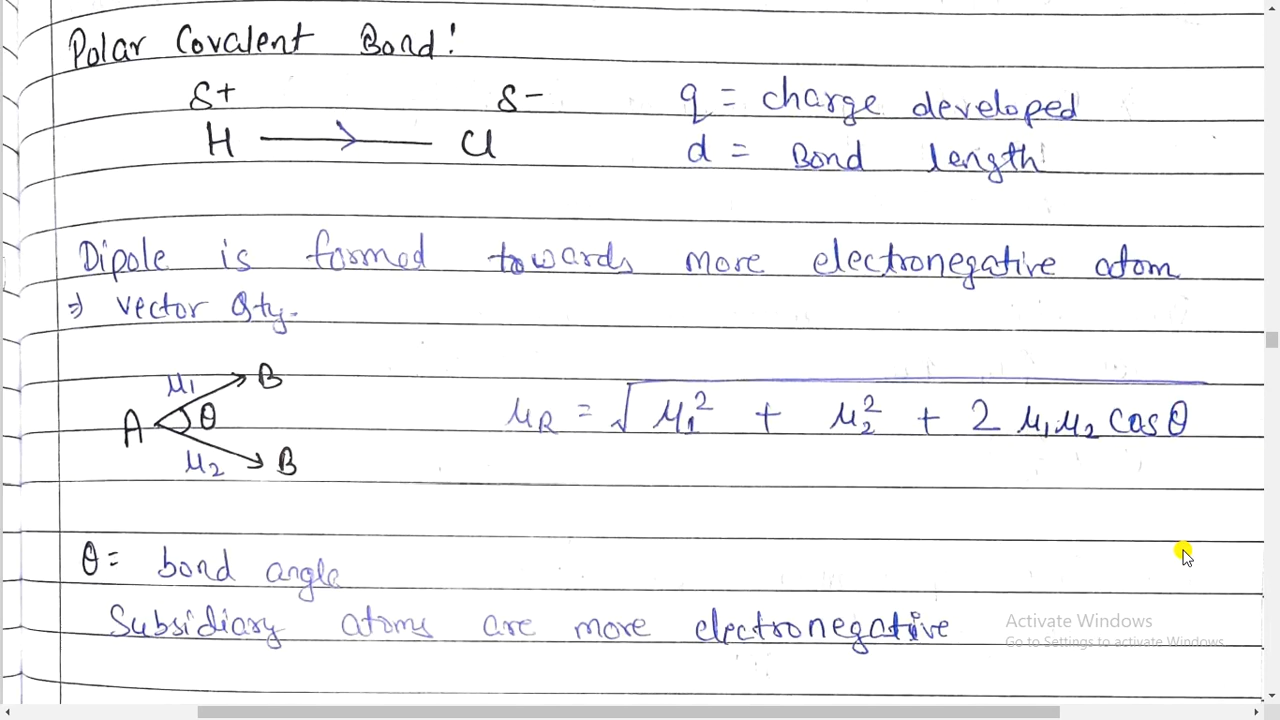 Polar Covalent Bond!
δ+ δ-
H ⟶ Cl
q = charge developed
d = Bond length
Dipole is formed towards more electronegative atom
⇒ vector Qty.
μ1 B
A θ
μ2 B
μR = √ μ1² + μ2² + 2 μ1μ2 cosθ
θ= bond angle
Subsidiary atoms are more electronegative
Activate Windows
Go to Settings to activate Windows.